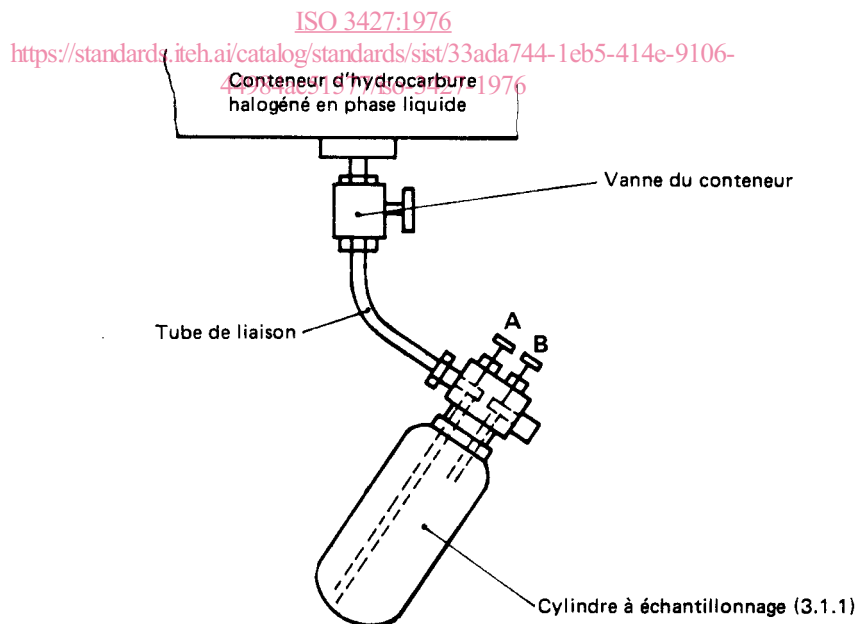 ISO 3427:1976
https://standards.iteh.ai/catalog/standards/sist/33ada744-1eb5-414e-9106-
Conteneur d'hydrocarbure
halogéné en phase liquide
Vanne du conteneur
Tube de liaison
A
B
Cylindre à échantillonnage (3.1.1)